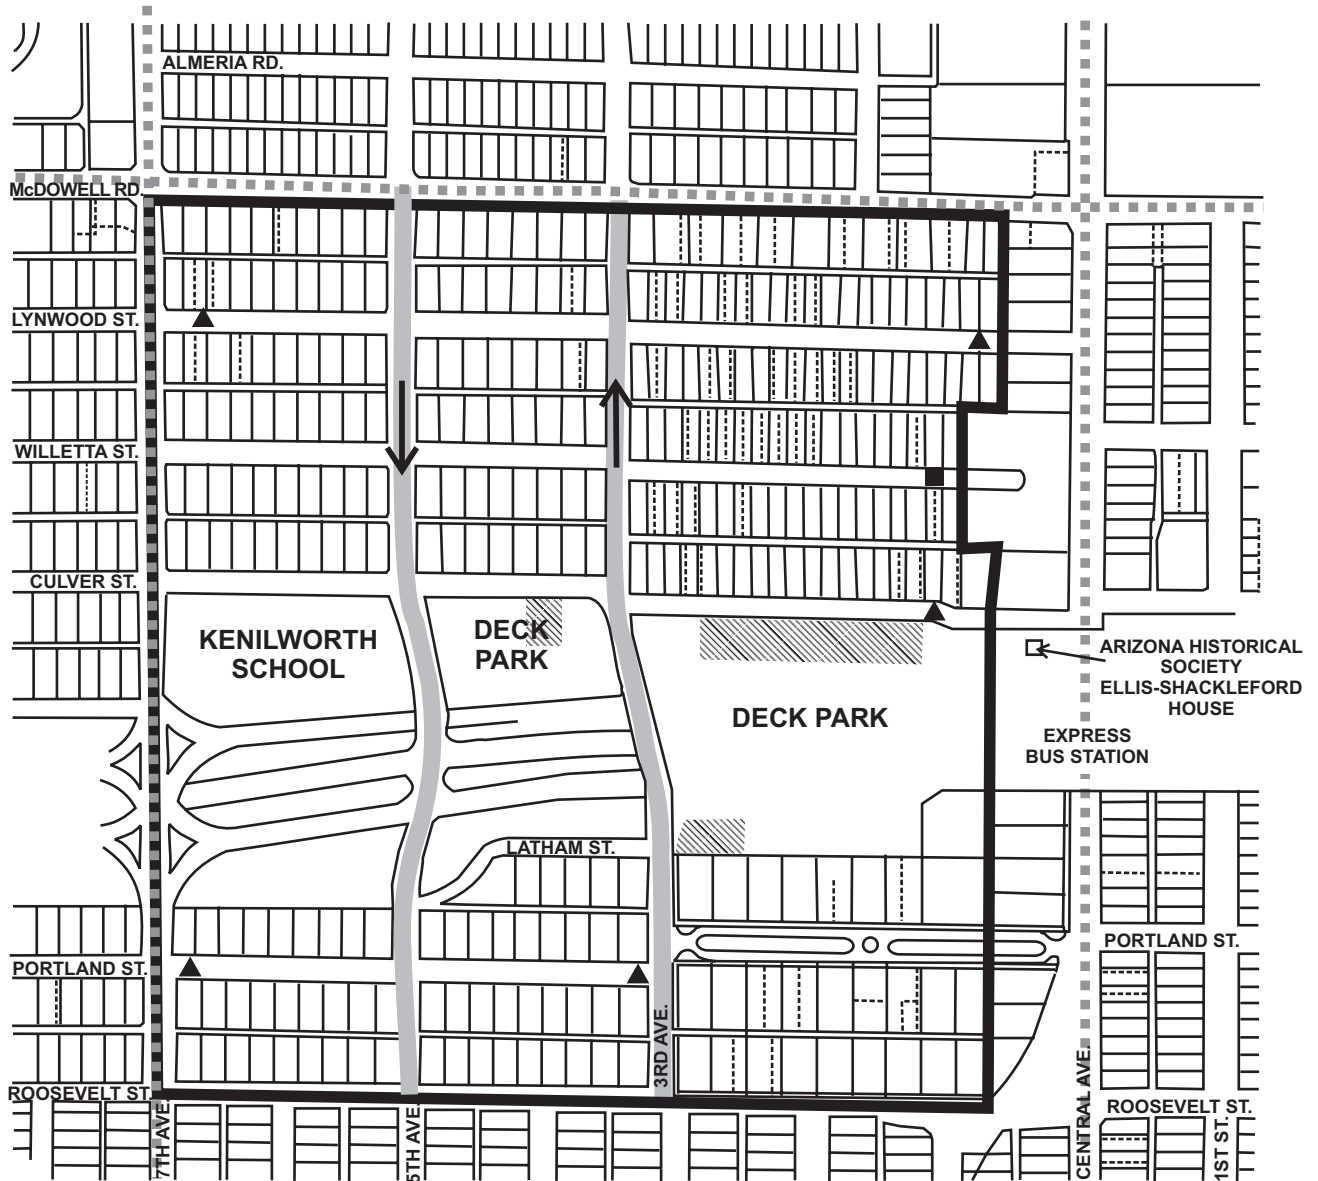 ALMERIA RD.
McDOWELL RD.
LYNWOOD ST.
WILLETTA ST.
CULVER ST.
KENILWORTH
SCHOOL
DECK
PARK
DECK PARK
ARIZONA HISTORICAL
SOCIETY
ELLIS-SHACKLEFORD
HOUSE
EXPRESS
BUS STATION
LATHAM ST.
PORTLAND ST.
PORTLAND ST.
3RD AVE.
CENTRAL AVE.
ROOSEVELT ST.
ROOSEVELT ST.
7TH AVE.
5TH AVE.
1ST ST.